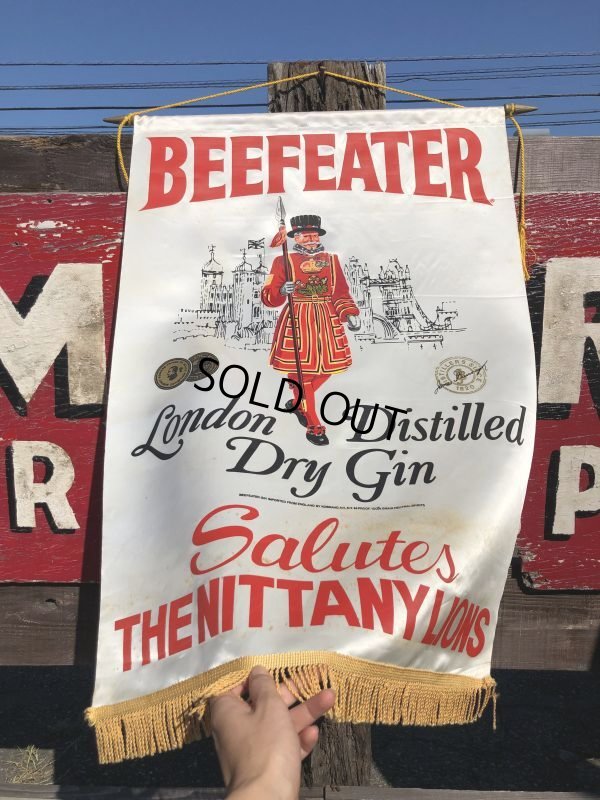 BEEFEATER
SOLD OUT
London Distilled
Dry Gin
Salutes
THE NITTANY LIONS
M
R
R
P